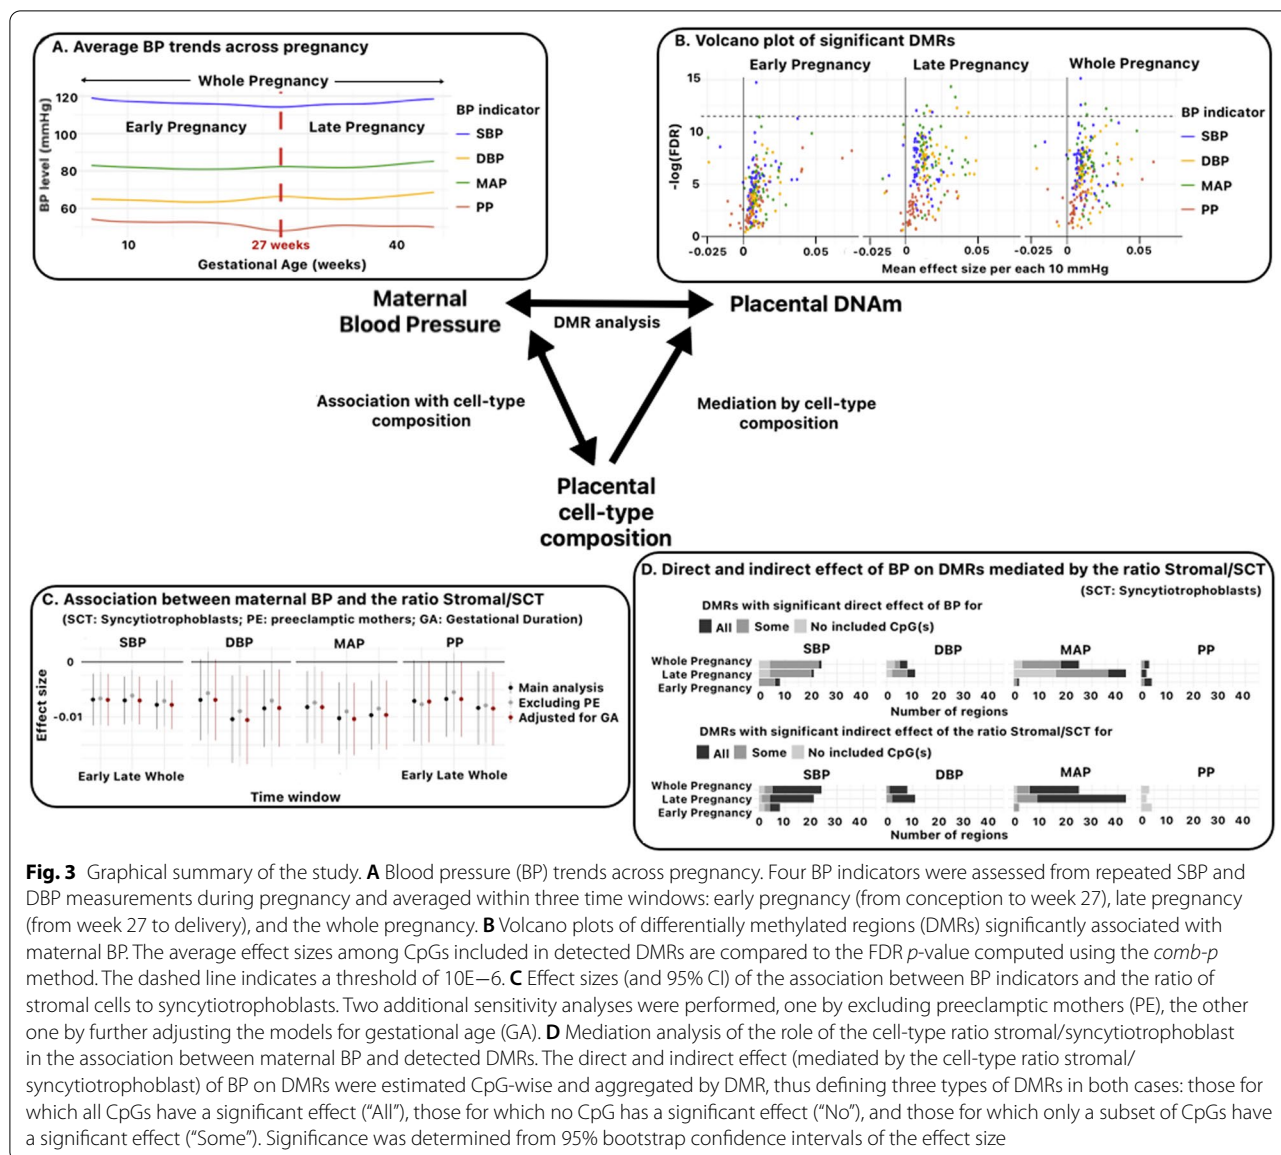 A. Average BP trends across pregnancy
Whole Pregnancy
BP level (mmHg)
120
100
80
60
Early Pregnancy
Late Pregnancy
10
27 weeks
40
Gestational Age (weeks)
BP indicator
SBP
DBP
MAP
PP
B. Volcano plot of significant DMRs
Early Pregnancy Late Pregnancy Whole Pregnancy
-log(FDR)
15
10
5
0
-0.025 0 0.05 -0.025 0 0.05 -0.025 0 0.05
Mean effect size per each 10 mmHg
BP indicator
SBP
DBP
MAP
PP
Maternal
Blood Pressure
DMR analysis
Placental DNAm
Association with cell-type
composition
Mediation by cell-type
composition
Placental
cell-type
composition
C. Association between maternal BP and the ratio Stromal/SCT
(SCT: Syncytiotrophoblasts; PE: preeclamptic mothers; GA: Gestational Duration)
SBP DBP MAP PP
Effect size
0
-0.01
Main analysis
Excluding PE
Adjusted for GA
Early Late Whole
Early Late Whole
Time window
D. Direct and indirect effect of BP on DMRs mediated by the ratio Stromal/SCT
(SCT: Syncytiotrophoblasts)
DMRs with significant direct effect of BP for
All Some No included CpG(s)
SBP DBP MAP PP
Whole Pregnancy
Late Pregnancy
Early Pregnancy
0 10 20 30 40 0 10 20 30 40 0 10 20 30 40 0 10 20 30 40
Number of regions
DMRs with significant indirect effect of the ratio Stromal/SCT for
All Some No included CpG(s)
SBP DBP MAP PP
Whole Pregnancy
Late Pregnancy
Early Pregnancy
0 10 20 30 40 0 10 20 30 40 0 10 20 30 40 0 10 20 30 40
Number of regions
Fig. 3 Graphical summary of the study. A Blood pressure (BP) trends across pregnancy. Four BP indicators were assessed from repeated SBP and
DBP measurements during pregnancy and averaged within three time windows: early pregnancy (from conception to week 27), late pregnancy
(from week 27 to delivery), and the whole pregnancy. B Volcano plots of differentially methylated regions (DMRs) significantly associated with
maternal BP. The average effect sizes among CpGs included in detected DMRs are compared to the FDR p-value computed using the comb-p
method. The dashed line indicates a threshold of 10E−6. C Effect sizes (and 95% CI) of the association between BP indicators and the ratio of
stromal cells to syncytiotrophoblasts. Two additional sensitivity analyses were performed, one by excluding preeclamptic mothers (PE), the other
one by further adjusting the models for gestational age (GA). D Mediation analysis of the role of the cell-type ratio stromal/syncytiotrophoblast
in the association between maternal BP and detected DMRs. The direct and indirect effect (mediated by the cell-type ratio stromal/
syncytiotrophoblast) of BP on DMRs were estimated CpG-wise and aggregated by DMR, thus defining three types of DMRs in both cases: those for
which all CpGs have a significant effect (“All”), those for which no CpG has a significant effect (“No”), and those for which only a subset of CpGs have
a significant effect (“Some”). Significance was determined from 95% bootstrap confidence intervals of the effect size